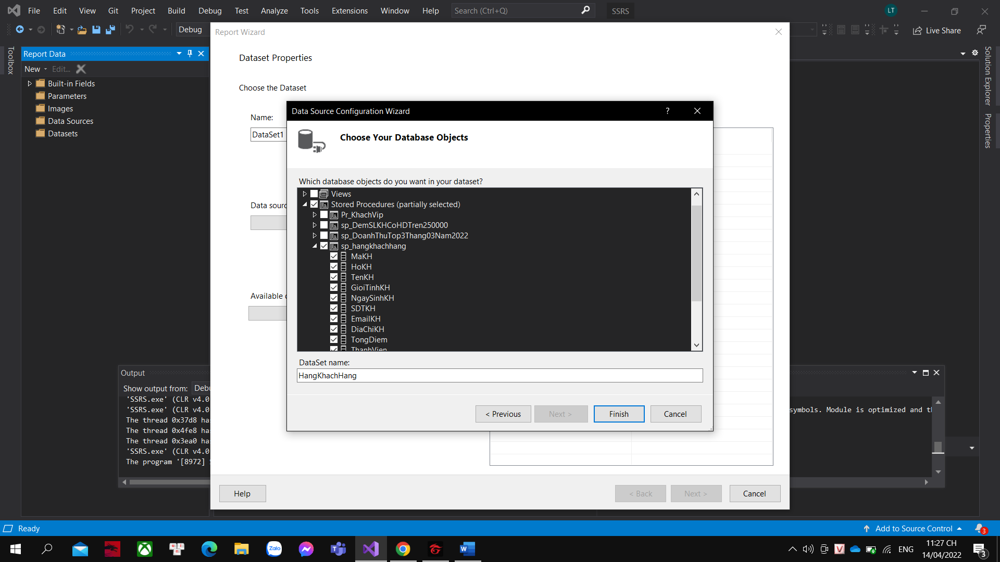 File Edit View Git Project Build Debug Test Analyze Tools Extensions Window Help Search (Ctrl+Q) SSRS LT
Debug Live Share
Toolbox
Report Data
New Edit...
Built-in Fields
Parameters
Images
Data Sources
Datasets
Report Wizard
Dataset Properties
Choose the Dataset
Name:
DataSet1
Data sourc
Available
Data Source Configuration Wizard ?
Choose Your Database Objects
Which database objects do you want in your dataset?
Views
Stored Procedures (partially selected)
Pr_KhachVip
sp_DemSLKHCoHDTren250000
sp_DoanhThuTop3Thang03Nam2022
sp_hangkhachhang
MaKH
HoKH
TenKH
GioiTinhKH
NgaySinhKH
SDTKH
EmailKH
DiaChiKH
TongDiem
ThanhVien
DataSet name:
HangKhachHang
< Previous Next > Finish Cancel
Help < Back Next > Cancel
Solution Explorer
Properties
Output
Show output from: Debu
'SSRS.exe' (CLR v4.0
'SSRS.exe' (CLR v4.0 symbols. Module is optimized and th
The thread 0x37d8 ha
The thread 0x4fe8 ha
The thread 0x3ea0 ha
'SSRS.exe' (CLR v4.0
The program '[8972]
Ready Add to Source Control 3
Zalo ENG 11:27 CH
14/04/2022 3